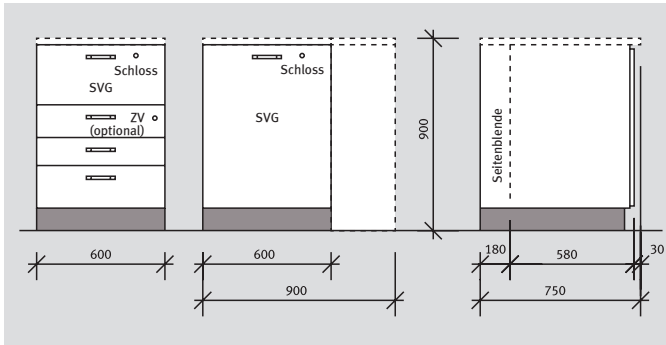 Schloss
SVG
ZV
(optional)
600
Schloss
SVG
600
900
900
Seitenblende
180
580
30
750